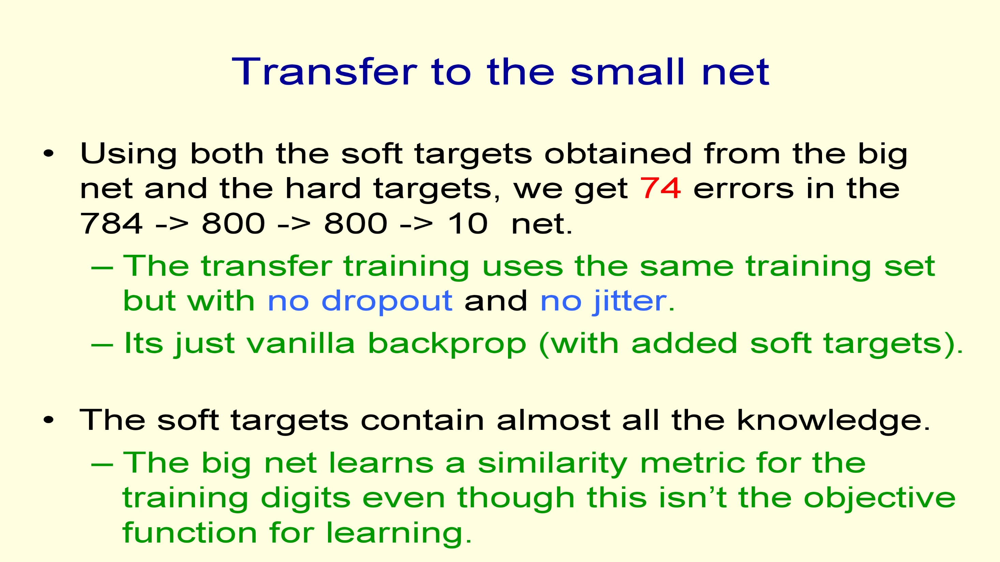 Transfer to the small net
• Using both the soft targets obtained from the big
net and the hard targets, we get 74 errors in the
784 -> 800 -> 800 -> 10  net.
– The transfer training uses the same training set
but with no dropout and no jitter.
– Its just vanilla backprop (with added soft targets).
• The soft targets contain almost all the knowledge.
– The big net learns a similarity metric for the
training digits even though this isn’t the objective
function for learning.